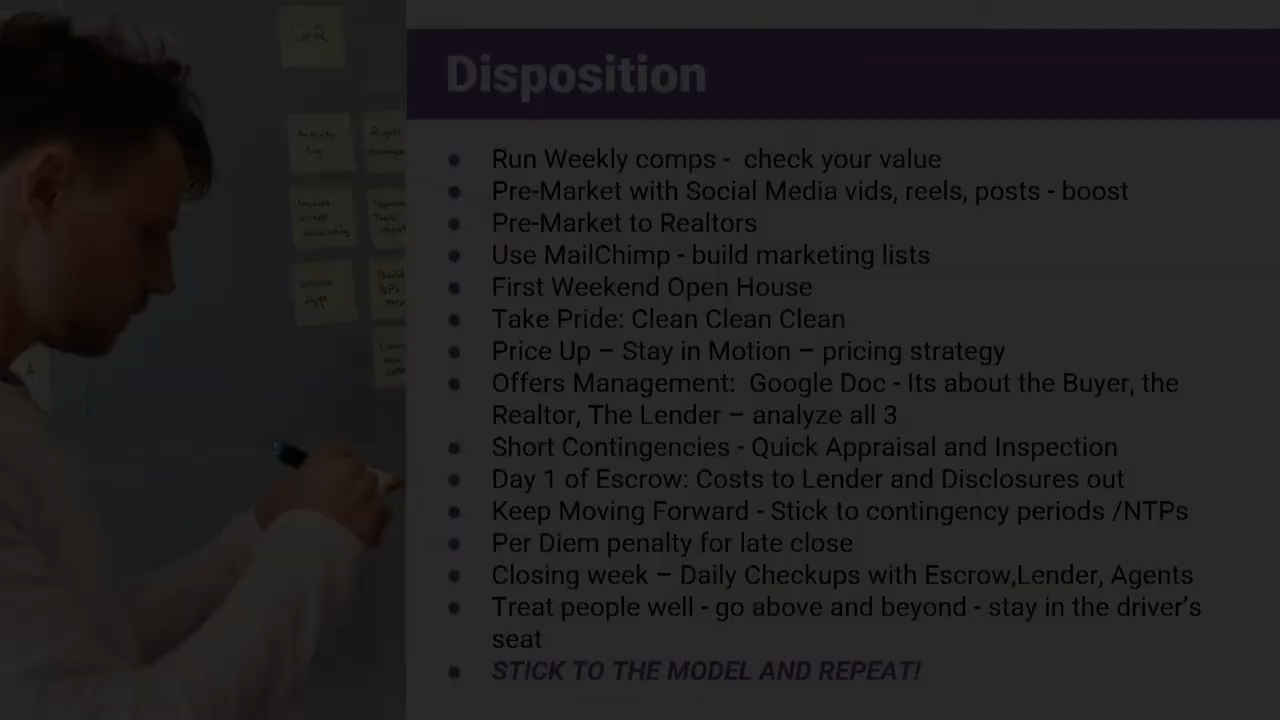 Disposition
Run Weekly comps -  check your value
Pre-Market with Social Media vids, reels, posts - boost
Pre-Market to Realtors
Use MailChimp - build marketing lists
First Weekend Open House
Take Pride: Clean Clean Clean
Price Up – Stay in Motion – pricing strategy
Offers Management:  Google Doc - Its about the Buyer, the
Realtor, The Lender – analyze all 3
Short Contingencies - Quick Appraisal and Inspection
Day 1 of Escrow: Costs to Lender and Disclosures out
Keep Moving Forward - Stick to contingency periods /NTPs
Per Diem penalty for late close
Closing week – Daily Checkups with Escrow,Lender, Agents
Treat people well - go above and beyond - stay in the driver’s
seat
STICK TO THE MODEL AND REPEAT!